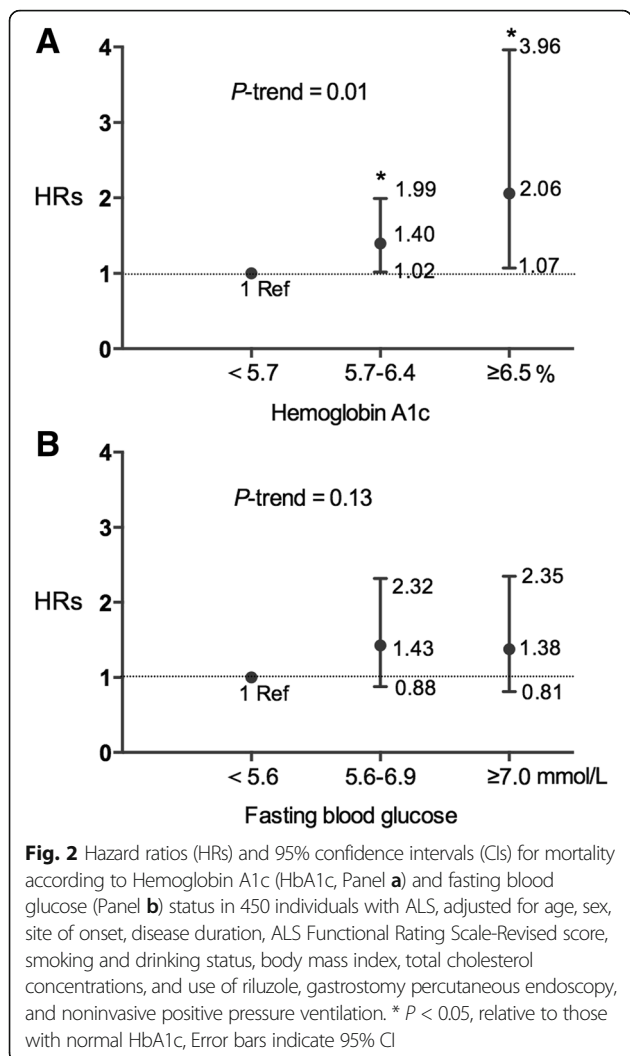 A
4
3
2
1
0
HRs
P-trend = 0.01
*
*
3.96
2.06
1.07
1.99
1.40
1.02
1 Ref
< 5.7
5.7-6.4
≥6.5 %
Hemoglobin A1c
B
4
3
2
1
0
HRs
P-trend = 0.13
2.32
1.43
0.88
2.35
1.38
0.81
1 Ref
< 5.6
5.6-6.9
≥7.0 mmol/L
Fasting blood glucose
Fig. 2 Hazard ratios (HRs) and 95% confidence intervals (CIs) for mortality
according to Hemoglobin A1c (HbA1c, Panel a) and fasting blood
glucose (Panel b) status in 450 individuals with ALS, adjusted for age, sex,
site of onset, disease duration, ALS Functional Rating Scale-Revised score,
smoking and drinking status, body mass index, total cholesterol
concentrations, and use of riluzole, gastrostomy percutaneous endoscopy,
and noninvasive positive pressure ventilation. * P < 0.05, relative to those
with normal HbA1c, Error bars indicate 95% CI